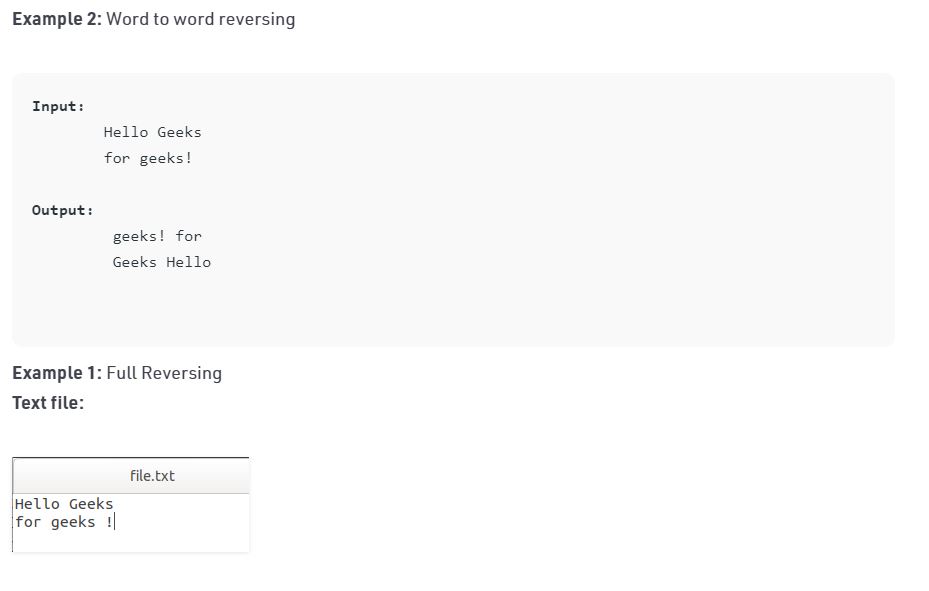 Example 2: Word to word reversing
Input:
Hello Geeks
for geeks!
Output:
geeks! for
Geeks Hello
Example 1: Full Reversing
Text file:
file.txt
Hello Geeks
for geeks !